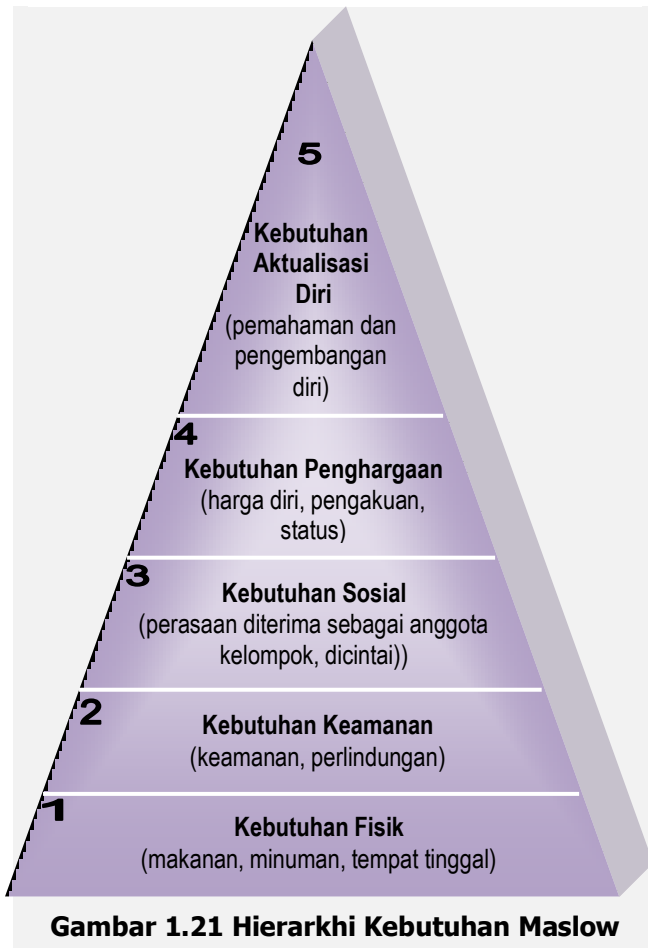 5
Kebutuhan
Aktualisasi
Diri
(pemahaman dan
pengembangan
diri)
4
Kebutuhan Penghargaan
(harga diri, pengakuan,
status)
3
Kebutuhan Sosial
(perasaan diterima sebagai anggota
kelompok, dicintai))
2
Kebutuhan Keamanan
(keamanan, perlindungan)
1
Kebutuhan Fisik
(makanan, minuman, tempat tinggal)
Gambar 1.21 Hierarkhi Kebutuhan Maslow